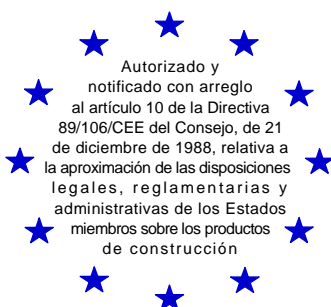 Autorizado y
notificado con arreglo
al artículo 10 de la Directiva
89/106/CEE del Consejo, de 21
de diciembre de 1988, relativa a
la aproximación de las disposiciones
legales, reglamentarias y
administrativas de los Estados
miembros sobre los productos
de construcción